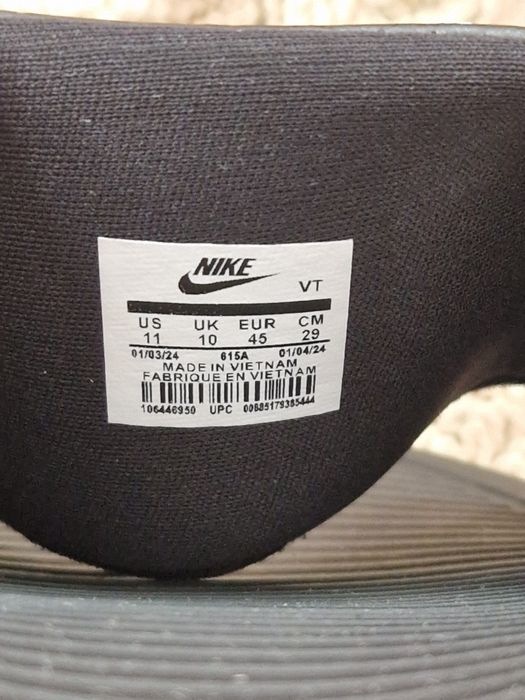 NIKE
VT
US UK EUR CM
11 10 45 29
01/03/24 615A 01/04/24
MADE IN VIETNAM
FABRIQUE EN VIETNAM
106446950 UPC 00885179385444